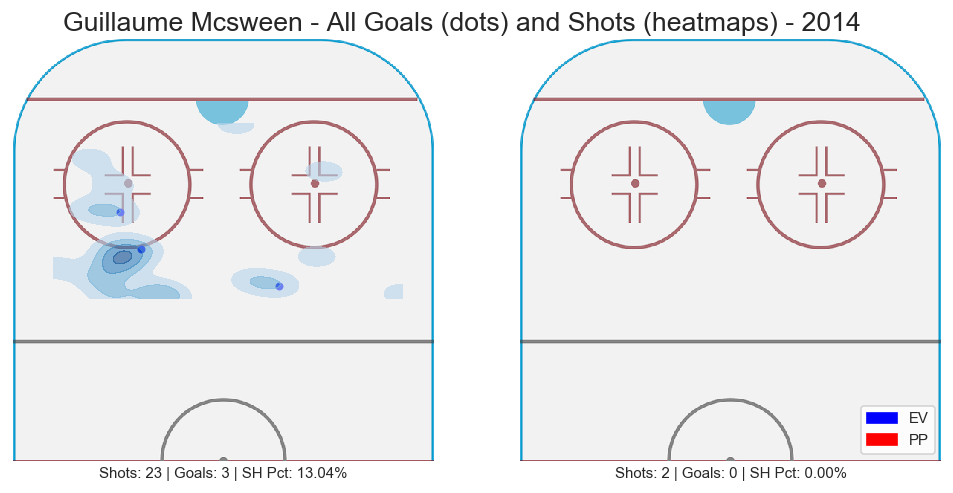 Guillaume Mcsween - All Goals (dots) and Shots (heatmaps) - 2014
EV
PP
Shots: 23 | Goals: 3 | SH Pct: 13.04%
Shots: 2 | Goals: 0 | SH Pct: 0.00%